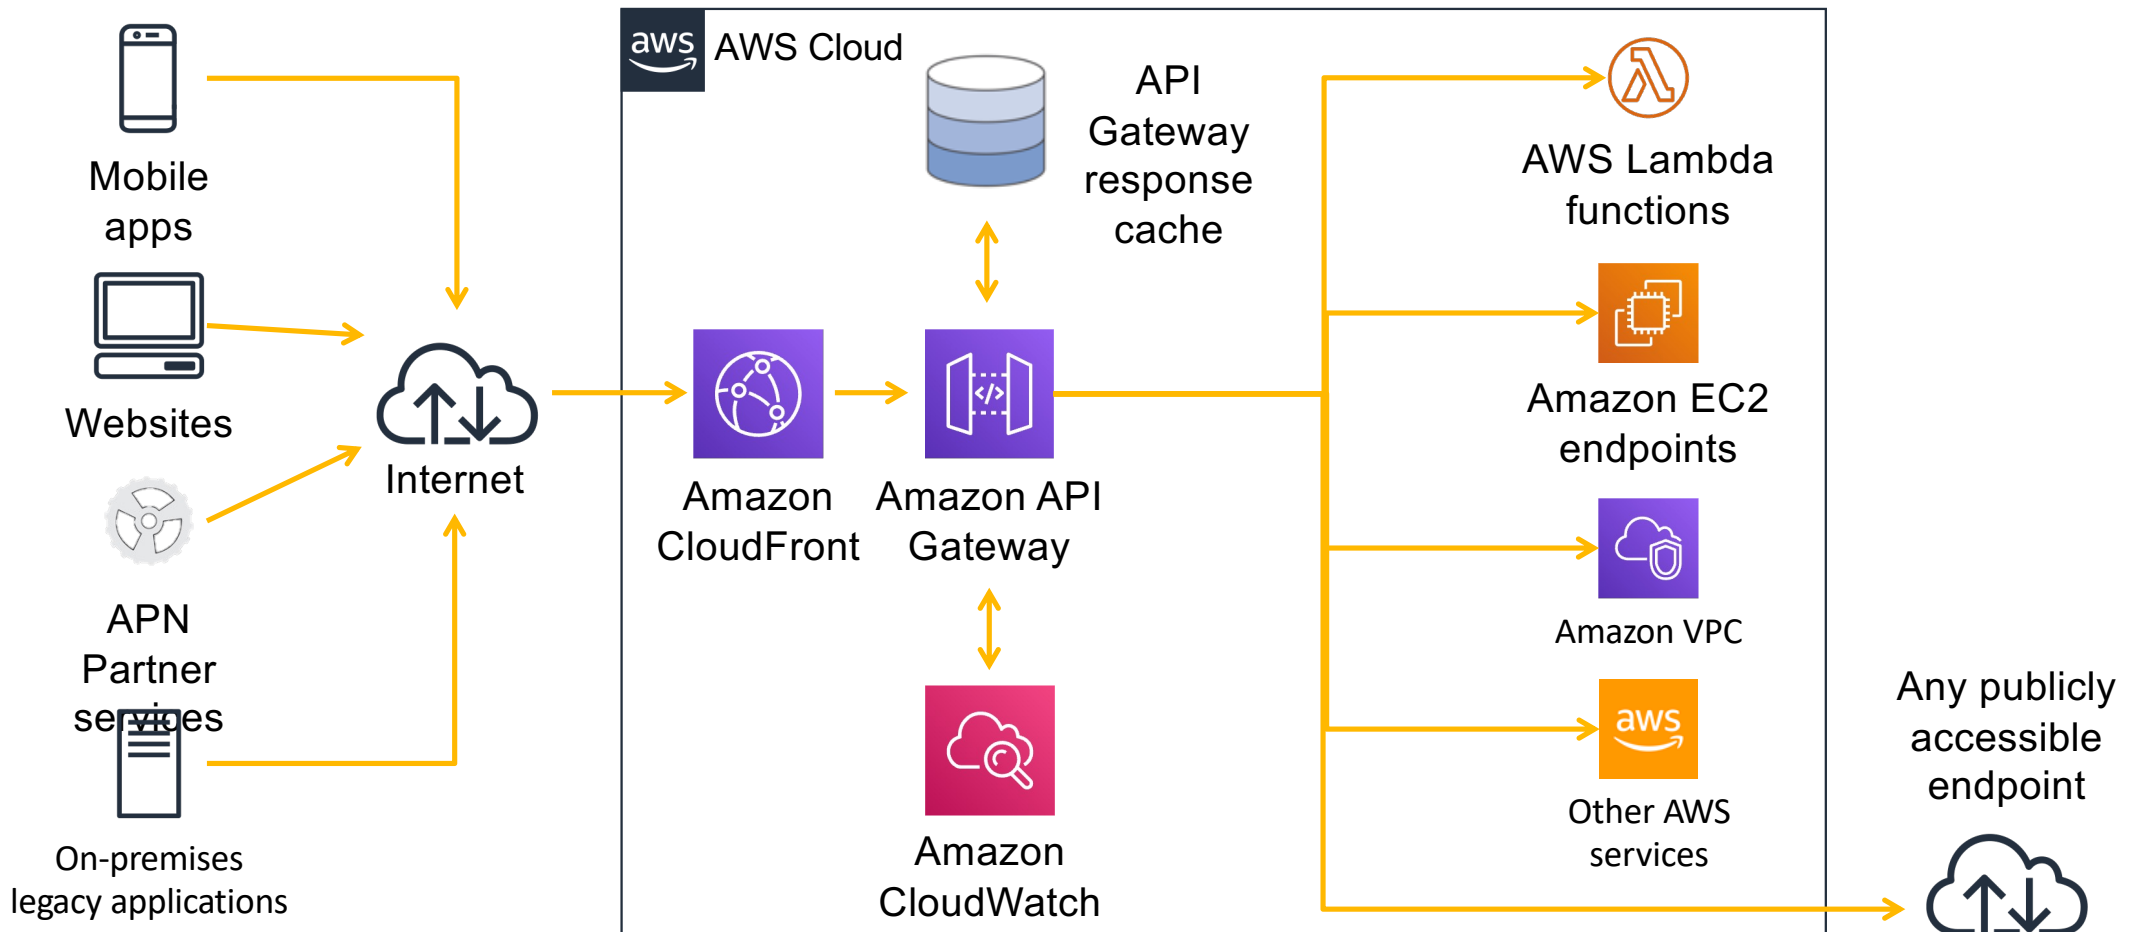 Mobile
apps
Websites
APN
Partner
services
On-premises
legacy applications
Internet
aws
AWS Cloud
API
Gateway
response
cache
Amazon
CloudFront
Amazon API
Gateway
</>
Amazon
CloudWatch
AWS Lambda
functions
Amazon EC2
endpoints
Amazon VPC
aws
Other AWS
services
Any publicly
accessible
endpoint